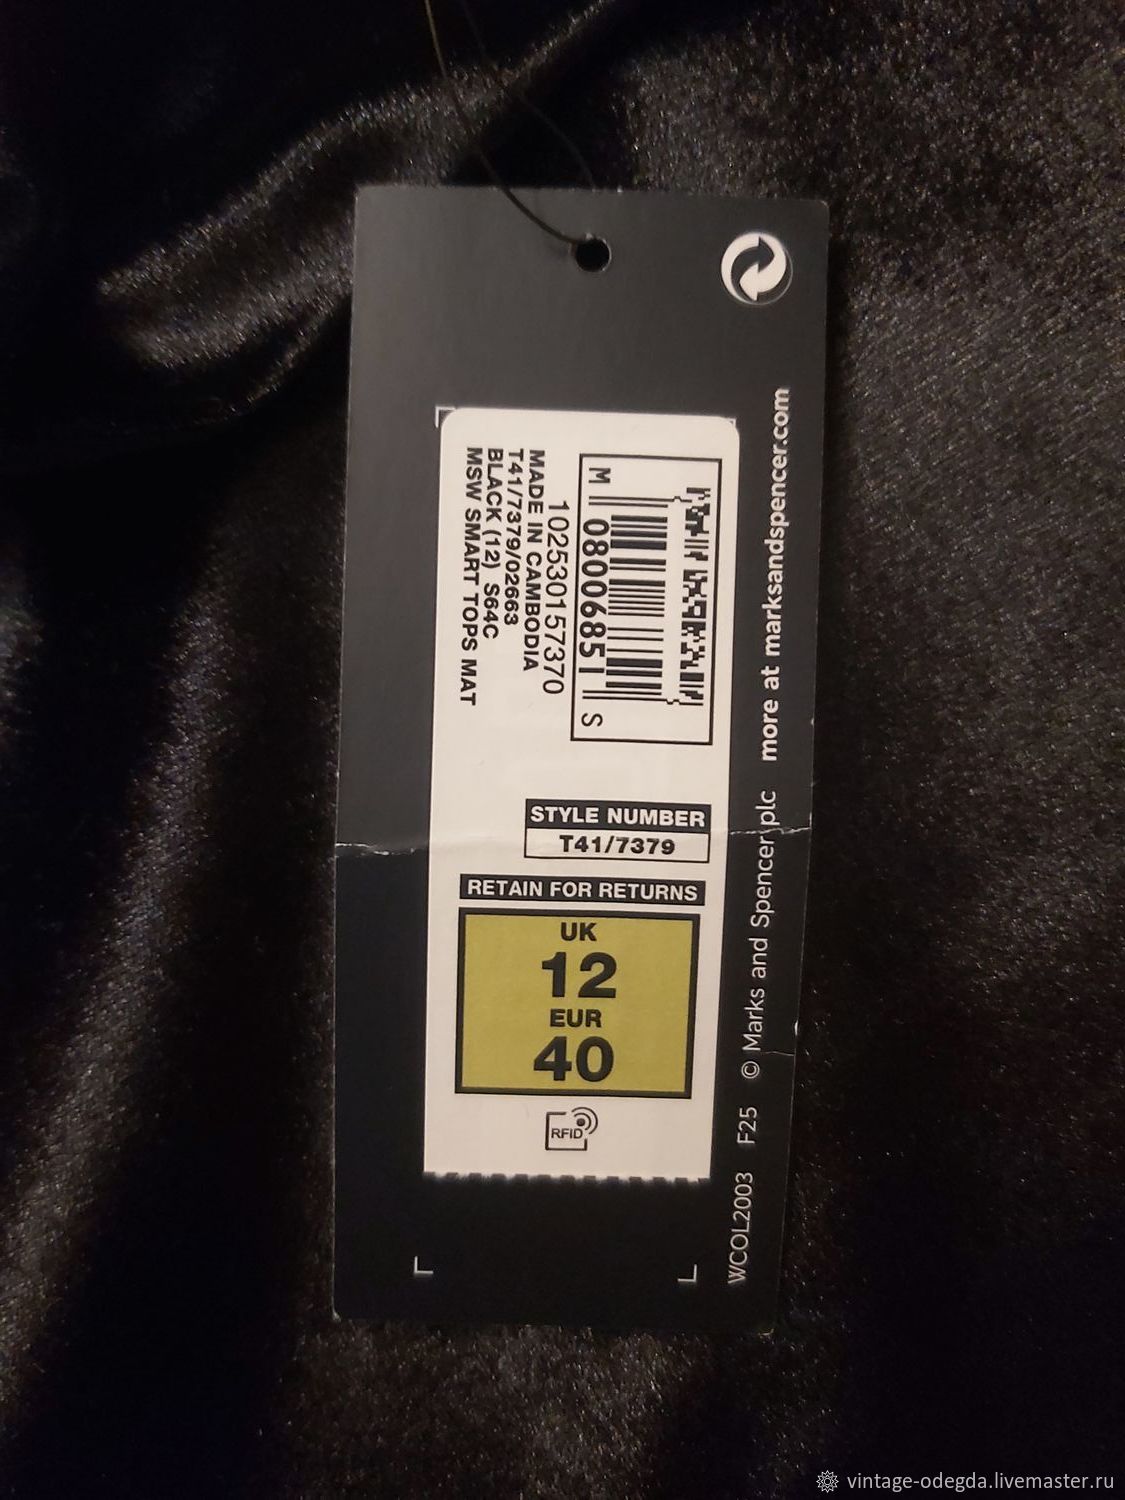 M 08006851 S
102530157370
MADE IN CAMBODIA
T41/7379/02663
BLACK (12) S64C
MSW SMART TOPS MAT
STYLE NUMBER
T41/7379
RETAIN FOR RETURNS
UK
12
EUR
40
RFID
WCOL2003 F25 © Marks and Spencer plc more at marksandspencer.com
vintage-odegda.livemaster.ru